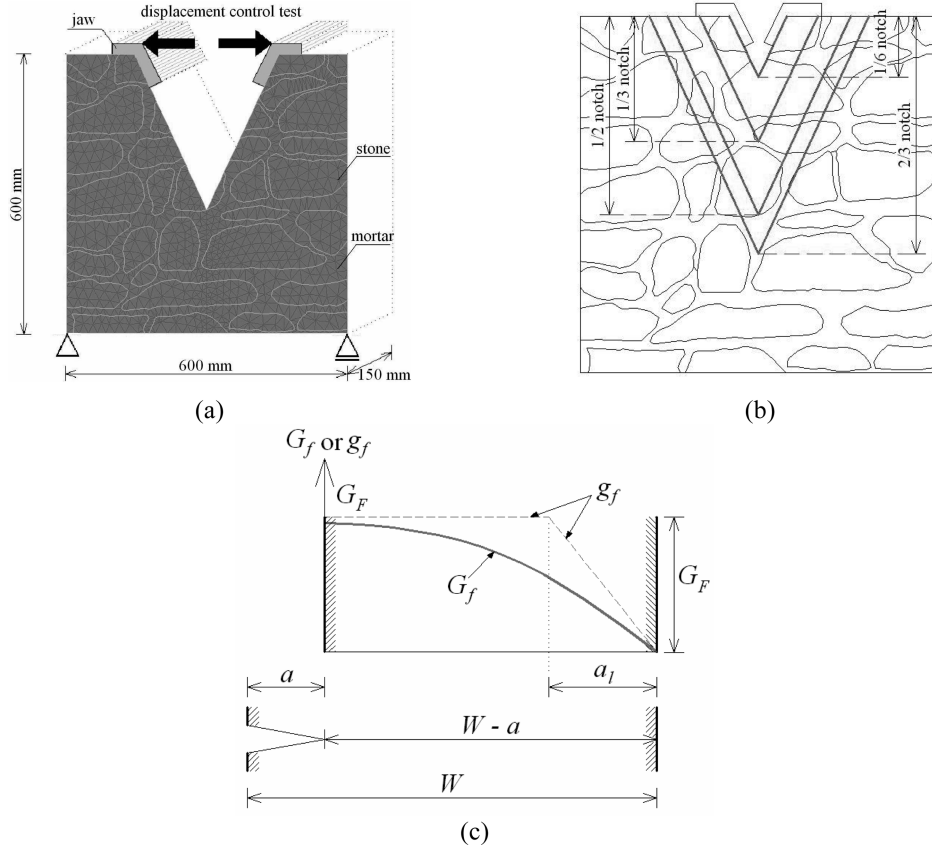 displacement control test
jaw
stone
mortar
600 mm
600 mm
150 mm
(a)
1/2 notch
1/3 notch
1/6 notch
2/3 notch
(b)
G_f or g_f
G_F
g_f
G_f
G_F
a
a_l
W - a
W
(c)